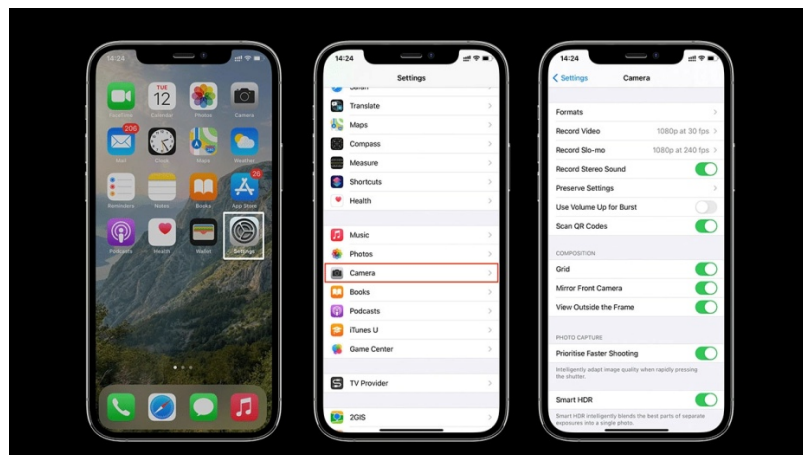 14:24
TUE
12
FaceTime
Calendar
Photos
Camera
206
Mail
Clock
Maps
Weather
26
Reminders
Notes
Books
App Store
Podcasts
Health
Wallet
Settings
14:24
Settings
Translate
Maps
Compass
Measure
Shortcuts
Health
Music
Photos
Camera
Books
Podcasts
iTunes U
Game Center
TV Provider
2GIS
14:24
Settings Camera
Formats
Record Video 1080p at 30 fps
Record Slo-mo 1080p at 240 fps
Record Stereo Sound
Preserve Settings
Use Volume Up for Burst
Scan QR Codes
COMPOSITION
Grid
Mirror Front Camera
View Outside the Frame
PHOTO CAPTURE
Prioritise Faster Shooting
Intelligently adapt image quality when rapidly pressing
the shutter.
Smart HDR
Smart HDR intelligently blends the best parts of separate
exposures into a single photo.